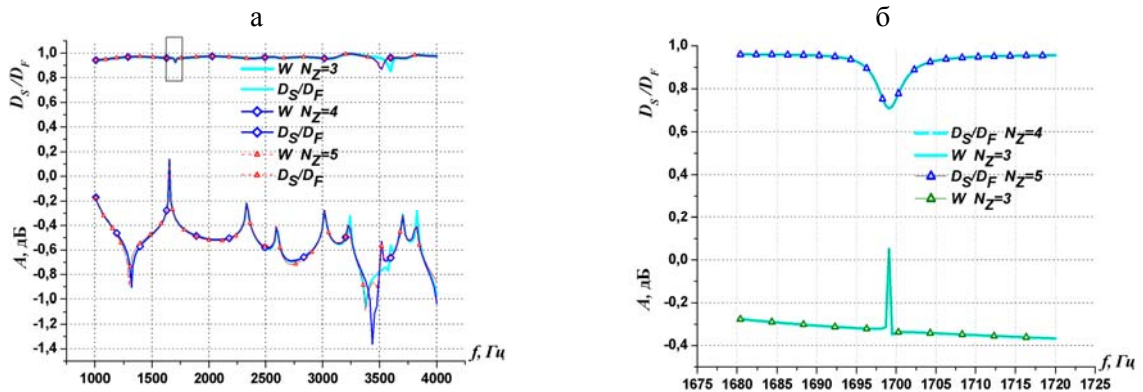 а
б
1,0
0,8
0,6
0,4
0,2
0,0
-0,2
-0,4
-0,6
-0,8
-1,0
-1,2
-1,4
D_S/D_F
A, дБ
W N_Z=3
D_S/D_F
W N_Z=4
D_S/D_F
W N_Z=5
D_S/D_F
1000 1500 2000 2500 3000 3500 4000
f, Гц
1,0
0,8
0,6
0,4
0,2
0,0
-0,2
-0,4
D_S/D_F
A, дБ
D_S/D_F N_Z=4
W N_Z=3
D_S/D_F N_Z=5
W N_Z=3
1675 1680 1685 1690 1695 1700 1705 1710 1715 1720 1725
f, Гц